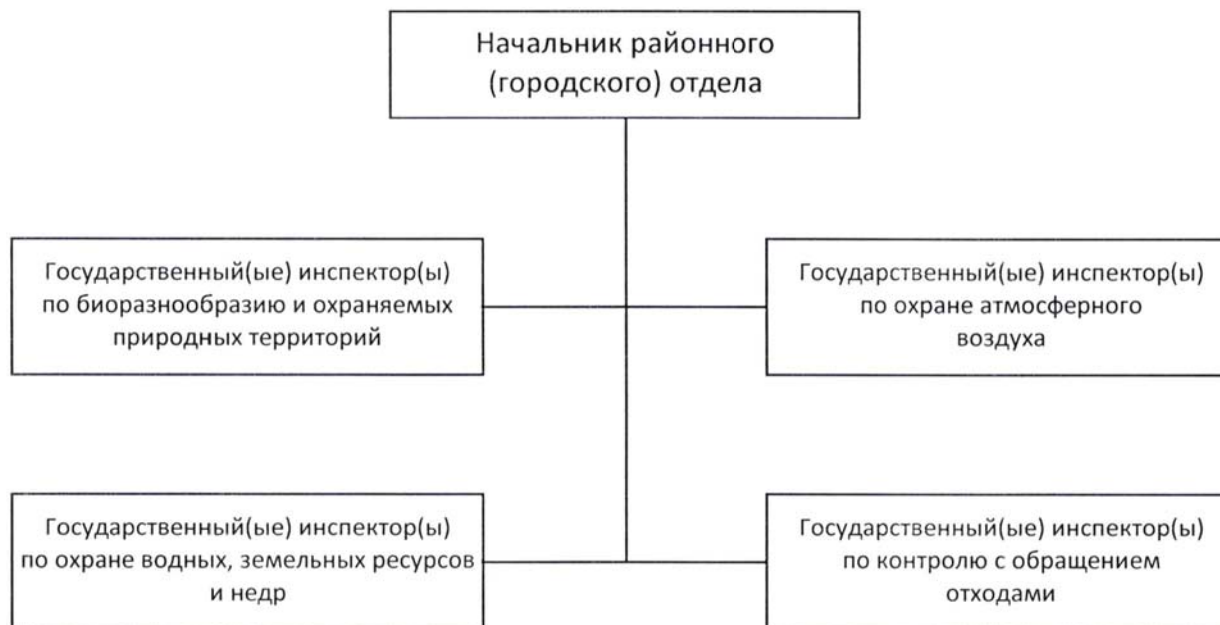 Начальник районного
(городского) отдела
Государственный(ые) инспектор(ы)
по биоразнообразию и охраняемых
природных территорий
Государственный(ые) инспектор(ы)
по охране атмосферного
воздуха
Государственный(ые) инспектор(ы)
по охране водных, земельных ресурсов
и недр
Государственный(ые) инспектор(ы)
по контролю с обращением
отходами